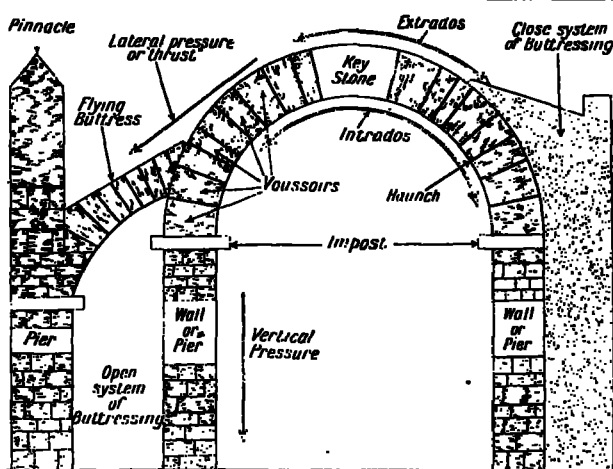 Pinnacle
Lateral pressure
or thrust
Extrados
Close system
of Buttressing
Flying
Buttress
Key
Stone
Intrados
Voussoirs
Haunch
Impost.
Pier
Wall
or
Pier
Vertical
Pressure
Wall
or
Pier
Open
system
of
Buttressing